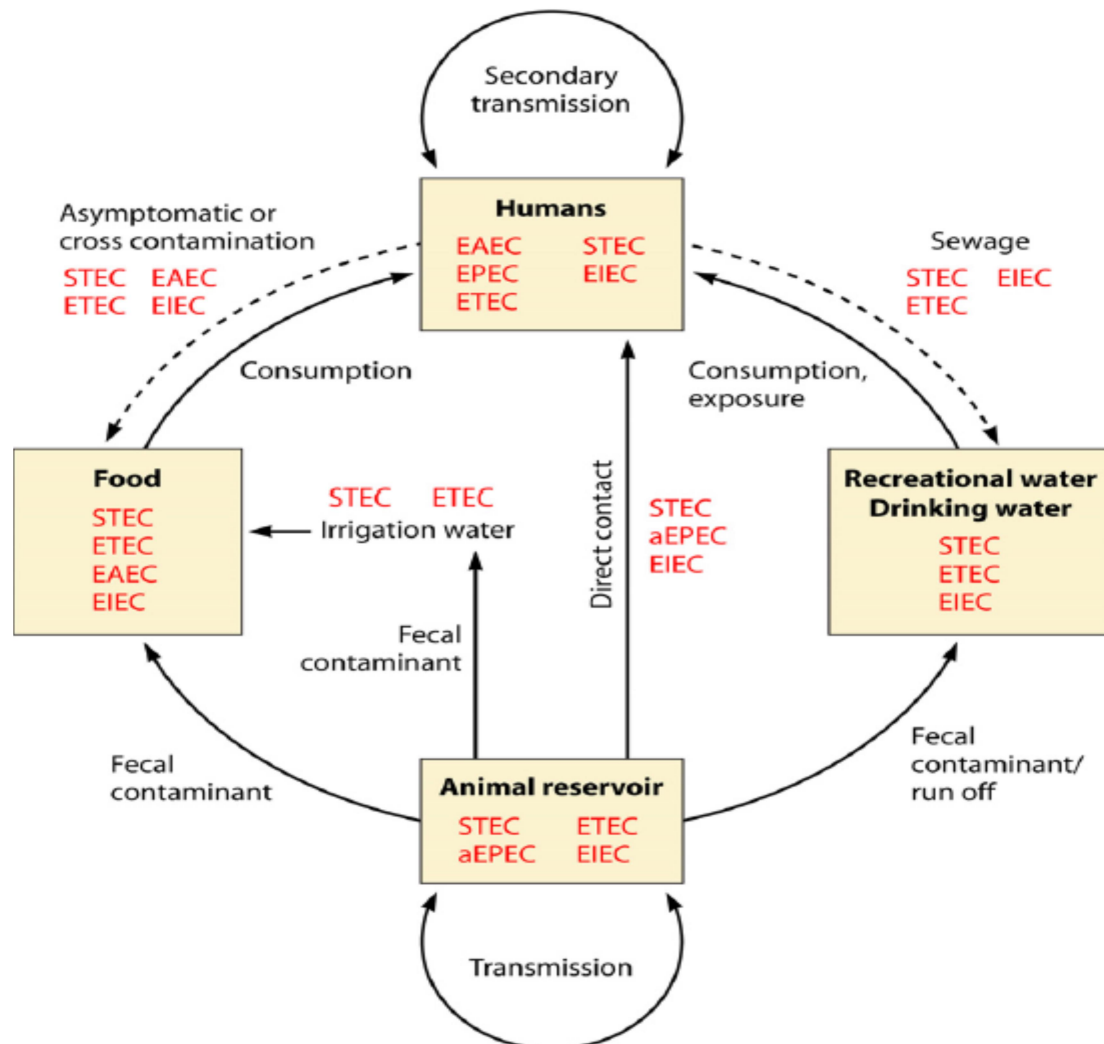 Secondary
transmission
Humans
EAEC STEC
EPEC EIEC
ETEC
Asymptomatic or
cross contamination
STEC EAEC
ETEC EIEC
Sewage
STEC EIEC
ETEC
Consumption
Consumption,
exposure
Food
STEC
ETEC
EAEC
EIEC
STEC ETEC
Irrigation water
Direct contact
STEC
aEPEC
EIEC
Recreational water
Drinking water
STEC
ETEC
EIEC
Fecal
contaminant
Fecal
contaminant
Fecal
contaminant/
run off
Animal reservoir
STEC ETEC
aEPEC EIEC
Transmission